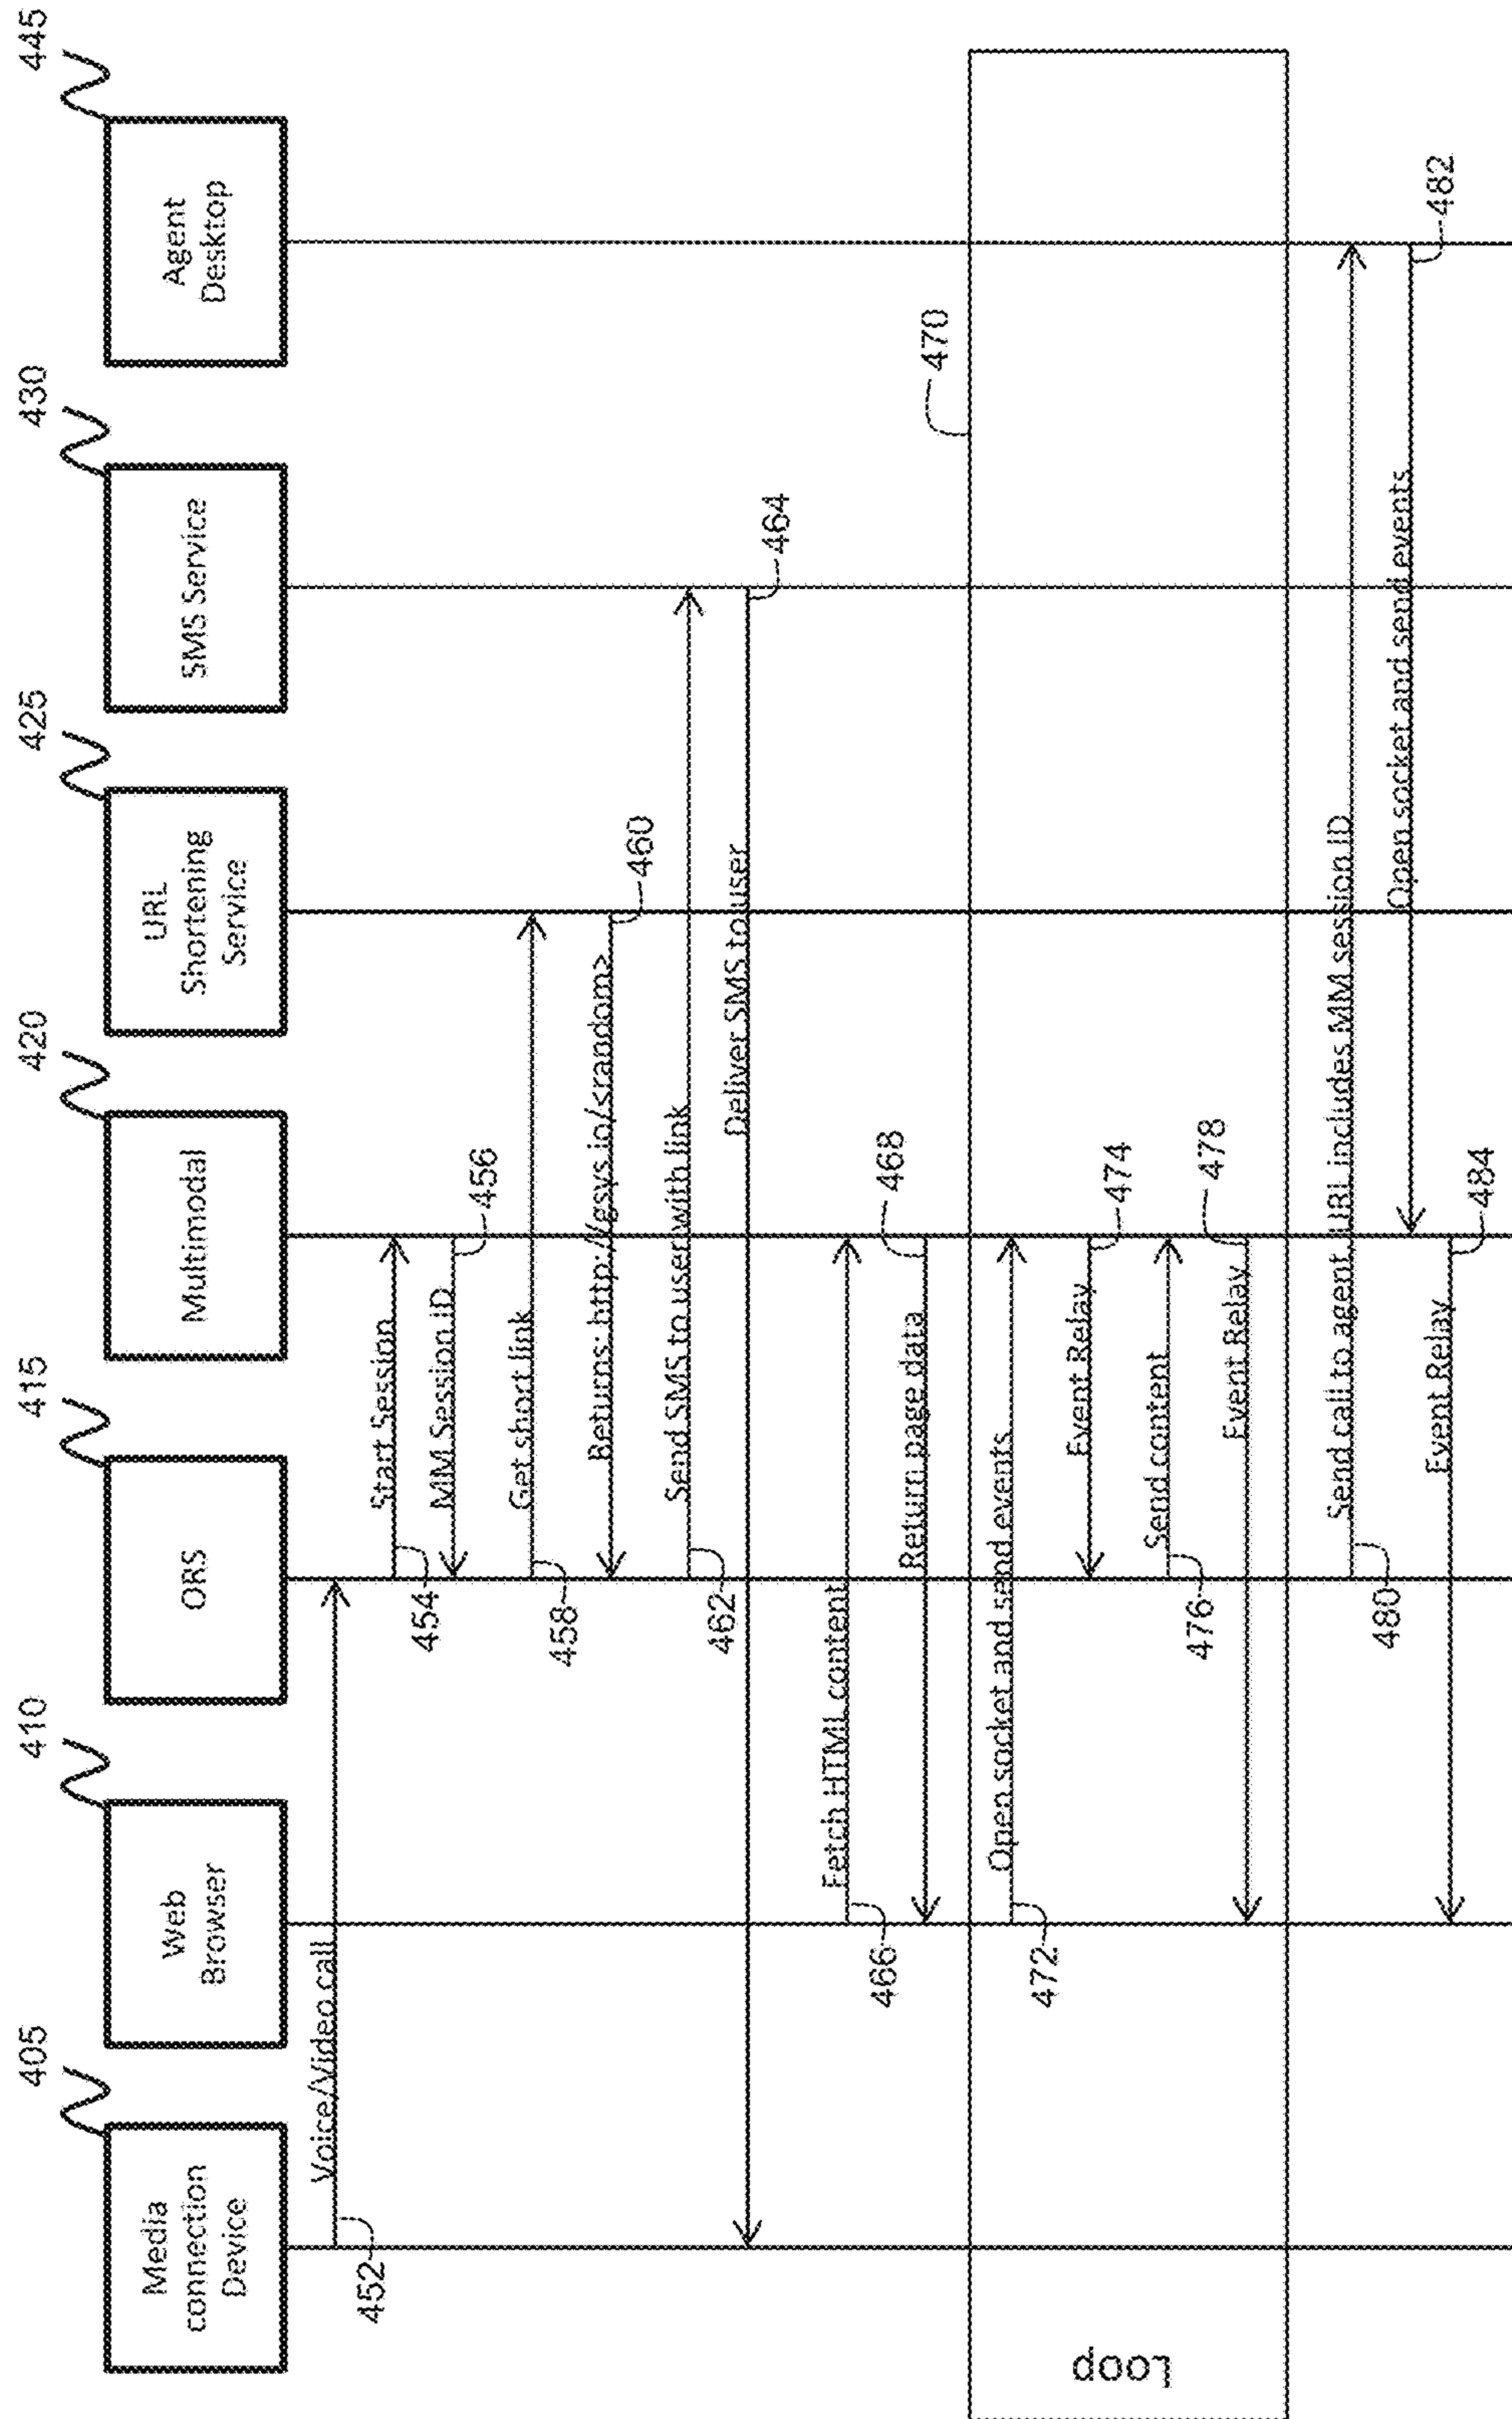 405
410
415
420
425
430
445
Media
connection
Device
Web
Browser
ORS
Multimodal
URL
Shortening
Service
SMS Service
Agent
Desktop
Voice/Video call
452
Start Session
454
MM Session ID
456
Get short link
458
Returns: http://gsys.io/<random>
460
Send SMS to user with link
462
Deliver SMS to user
464
Fetch HTML content
466
Return page data
468
470
Loop
Open socket and send events
472
Event Relay
474
Send content
476
Event Relay
478
Send call to agent. URL includes MM session ID
480
Open socket and send events
482
Event Relay
484